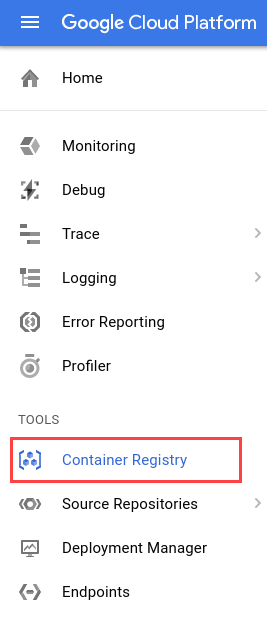 Google Cloud Platform
Home
Monitoring
Debug
Trace
Logging
Error Reporting
Profiler
TOOLS
Container Registry
Source Repositories
Deployment Manager
Endpoints